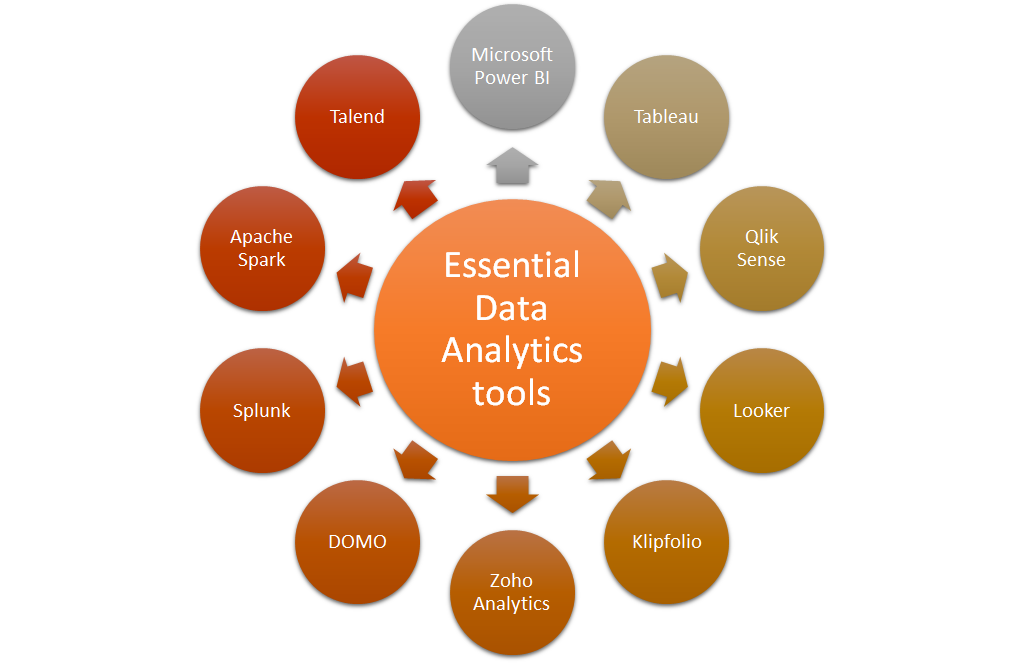 Microsoft
Power BI
Tableau
Qlik
Sense
Looker
Klipfolio
Zoho
Analytics
DOMO
Splunk
Apache
Spark
Talend
Essential
Data
Analytics
tools